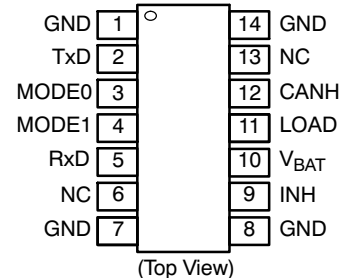 GND 1 14 GND
TxD 2 13 NC
MODE0 3 12 CANH
MODE1 4 11 LOAD
RxD 5 10 VBAT
NC 6 9 INH
GND 7 8 GND
(Top View)